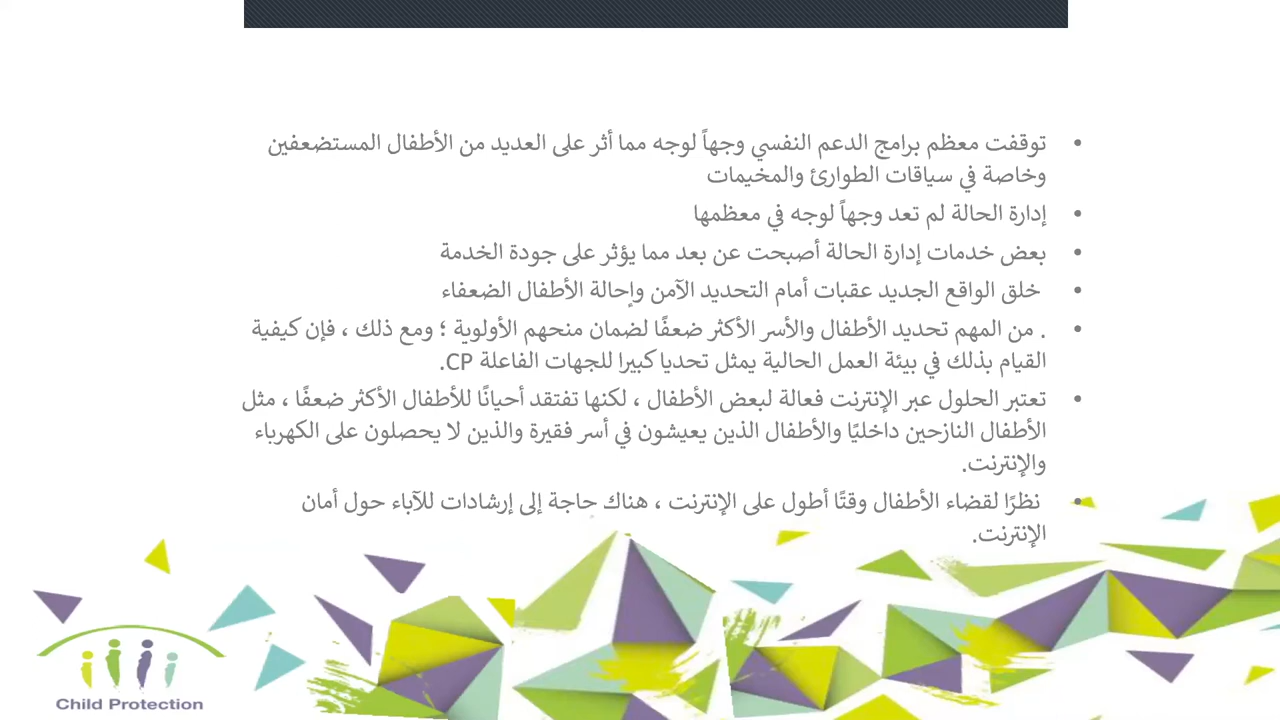 • توقفت معظم برامج الدعم النفسي وجهاً لوجه مما أثر على العديد من الأطفال المستضعفين
وخاصة في سياقات الطوارئ والمخيمات
• إدارة الحالة لم تعد وجهاً لوجه في معظمها
• بعض خدمات إدارة الحالة أصبحت عن بعد مما يؤثر على جودة الخدمة
• خلق الواقع الجديد عقبات أمام التحديد الآمن وإحالة الأطفال الضعفاء
• . من المهم تحديد الأطفال والأسر الأكثر ضعفًا لضمان منحهم الأولوية ؛ ومع ذلك ، فإن كيفية
القيام بذلك في بيئة العمل الحالية يمثل تحديا كبيرا للجهات الفاعلة CP.
• تعتبر الحلول عبر الإنترنت فعالة لبعض الأطفال ، لكنها تفتقد أحيانًا للأطفال الأكثر ضعفًا ، مثل
الأطفال النازحين داخليًا والأطفال الذين يعيشون في أسر فقيرة والذين لا يحصلون على الكهرباء
والإنترنت.
• نظرًا لقضاء الأطفال وقتًا أطول على الإنترنت ، هناك حاجة إلى إرشادات للآباء حول أمان
الإنترنت.
Child Protection